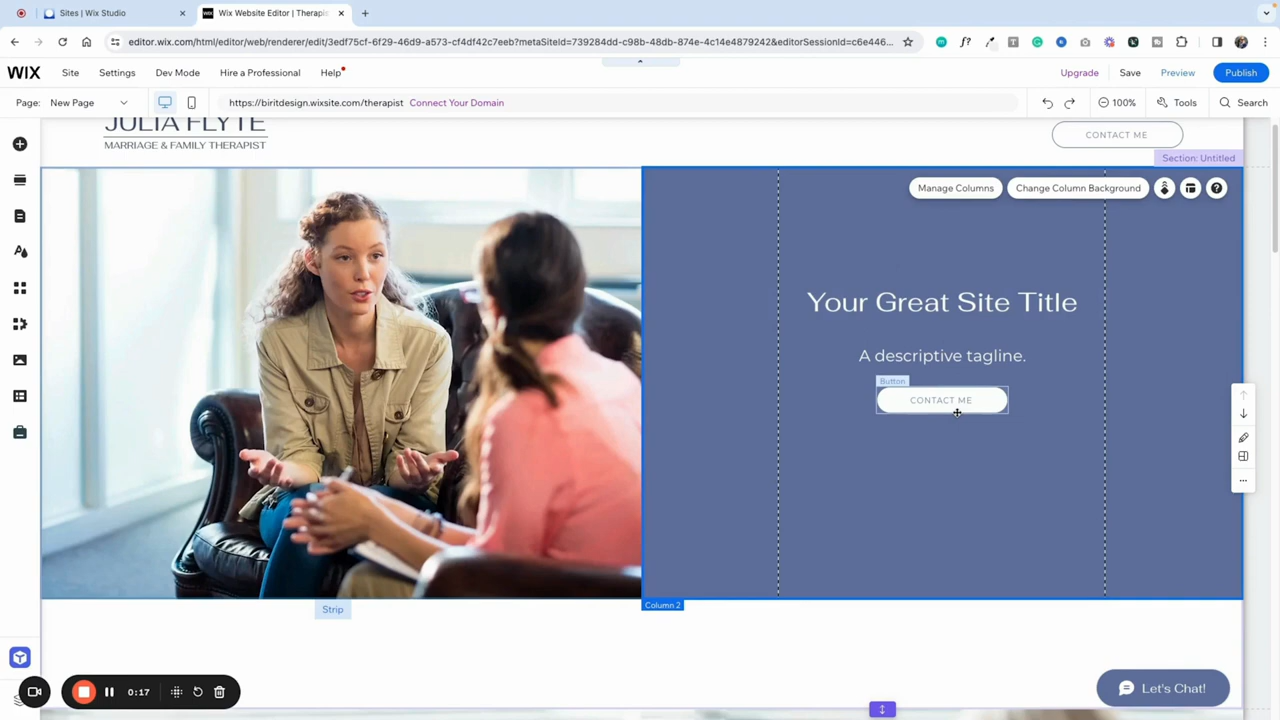 Sites | Wix Studio
Wix Website Editor | Therapi
editor.wix.com/html/editor/web/renderer/edit/3edf75cf-6f29-46d9-a573-cf4df42c7eeb?metaSiteId=739284dd-c98b-48db-874e-4c14e4879242&editorSessionId=c6e446...
WIX
Site
Settings
Dev Mode
Hire a Professional
Help
Upgrade
Save
Preview
Publish
Page: New Page
https://biritdesign.wixsite.com/therapist Connect Your Domain
100%
Tools
Search
JULIA FLYTE
MARRIAGE & FAMILY THERAPIST
CONTACT ME
Section: Untitled
Manage Columns
Change Column Background
?
Your Great Site Title
A descriptive tagline.
Button
CONTACT ME
Strip
Column 2
0:17
Let's Chat!